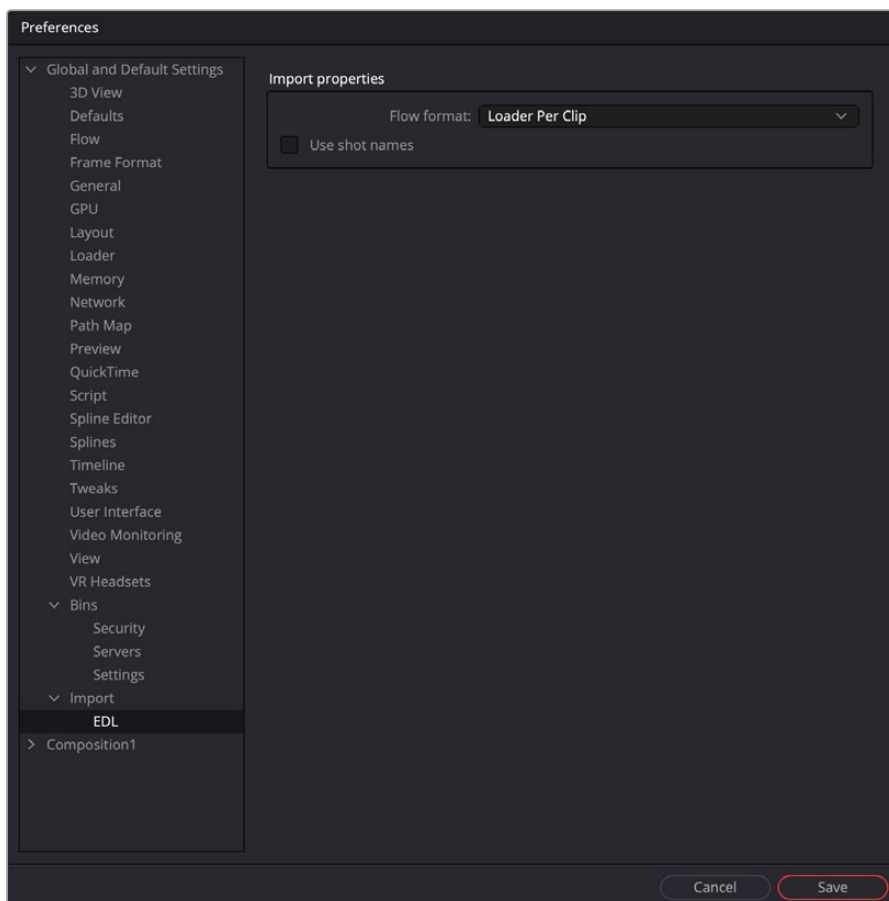 Preferences
Global and Default Settings
3D View
Defaults
Flow
Frame Format
General
GPU
Layout
Loader
Memory
Network
Path Map
Preview
QuickTime
Script
Spline Editor
Splines
Timeline
Tweaks
User Interface
Video Monitoring
View
VR Headsets
Bins
Security
Servers
Settings
Import
EDL
Composition1
Import properties
Flow format: Loader Per Clip
Use shot names
Cancel Save